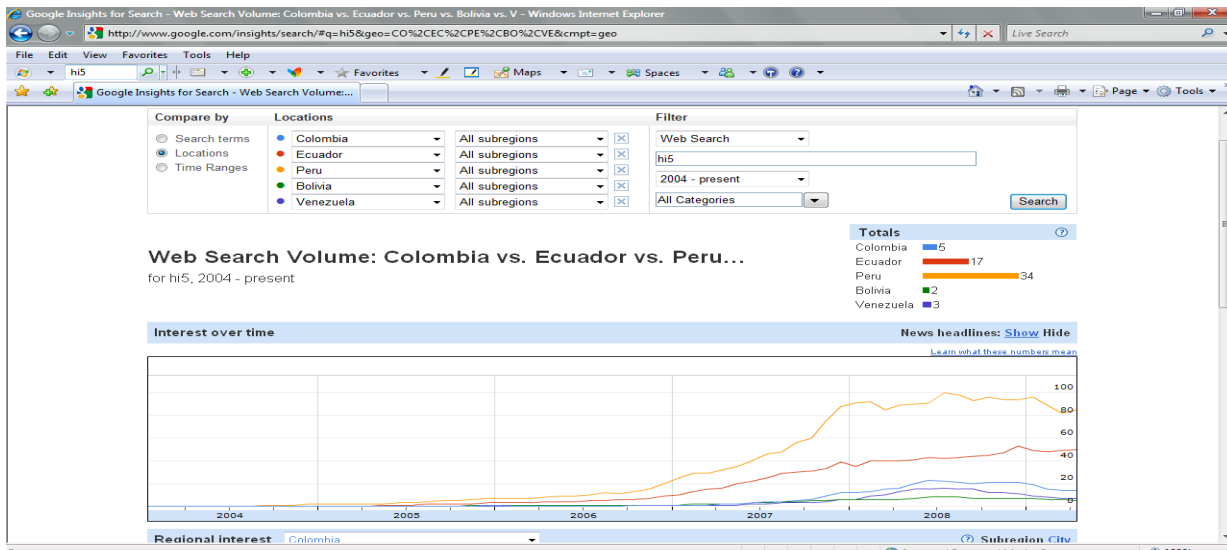 Google Insights for Search - Web Search Volume: Colombia vs. Ecuador vs. Peru vs. Bolivia vs. V - Windows Internet Explorer
http://www.google.com/insights/search/#q=hi5&geo=CO%2CEC%2CPE%2CBO%2CVE&cmpt=geo
Live Search
File Edit View Favorites Tools Help
hi5 Favorites Maps Spaces
Google Insights for Search - Web Search Volume:... Page Tools
Compare by Locations Filter
Search terms Colombia All subregions Web Search
Locations Ecuador All subregions hi5
Time Ranges Peru All subregions 2004 - present
Bolivia All subregions
Venezuela All subregions All Categories Search
Totals
Colombia 5
Ecuador 17
Peru 34
Bolivia 2
Venezuela 3
Web Search Volume: Colombia vs. Ecuador vs. Peru...
for hi5, 2004 - present
Interest over time News headlines: Show Hide
Learn what these numbers mean
100
80
60
40
20
2004 2005 2006 2007 2008
Regional interest Colombia Subregion City